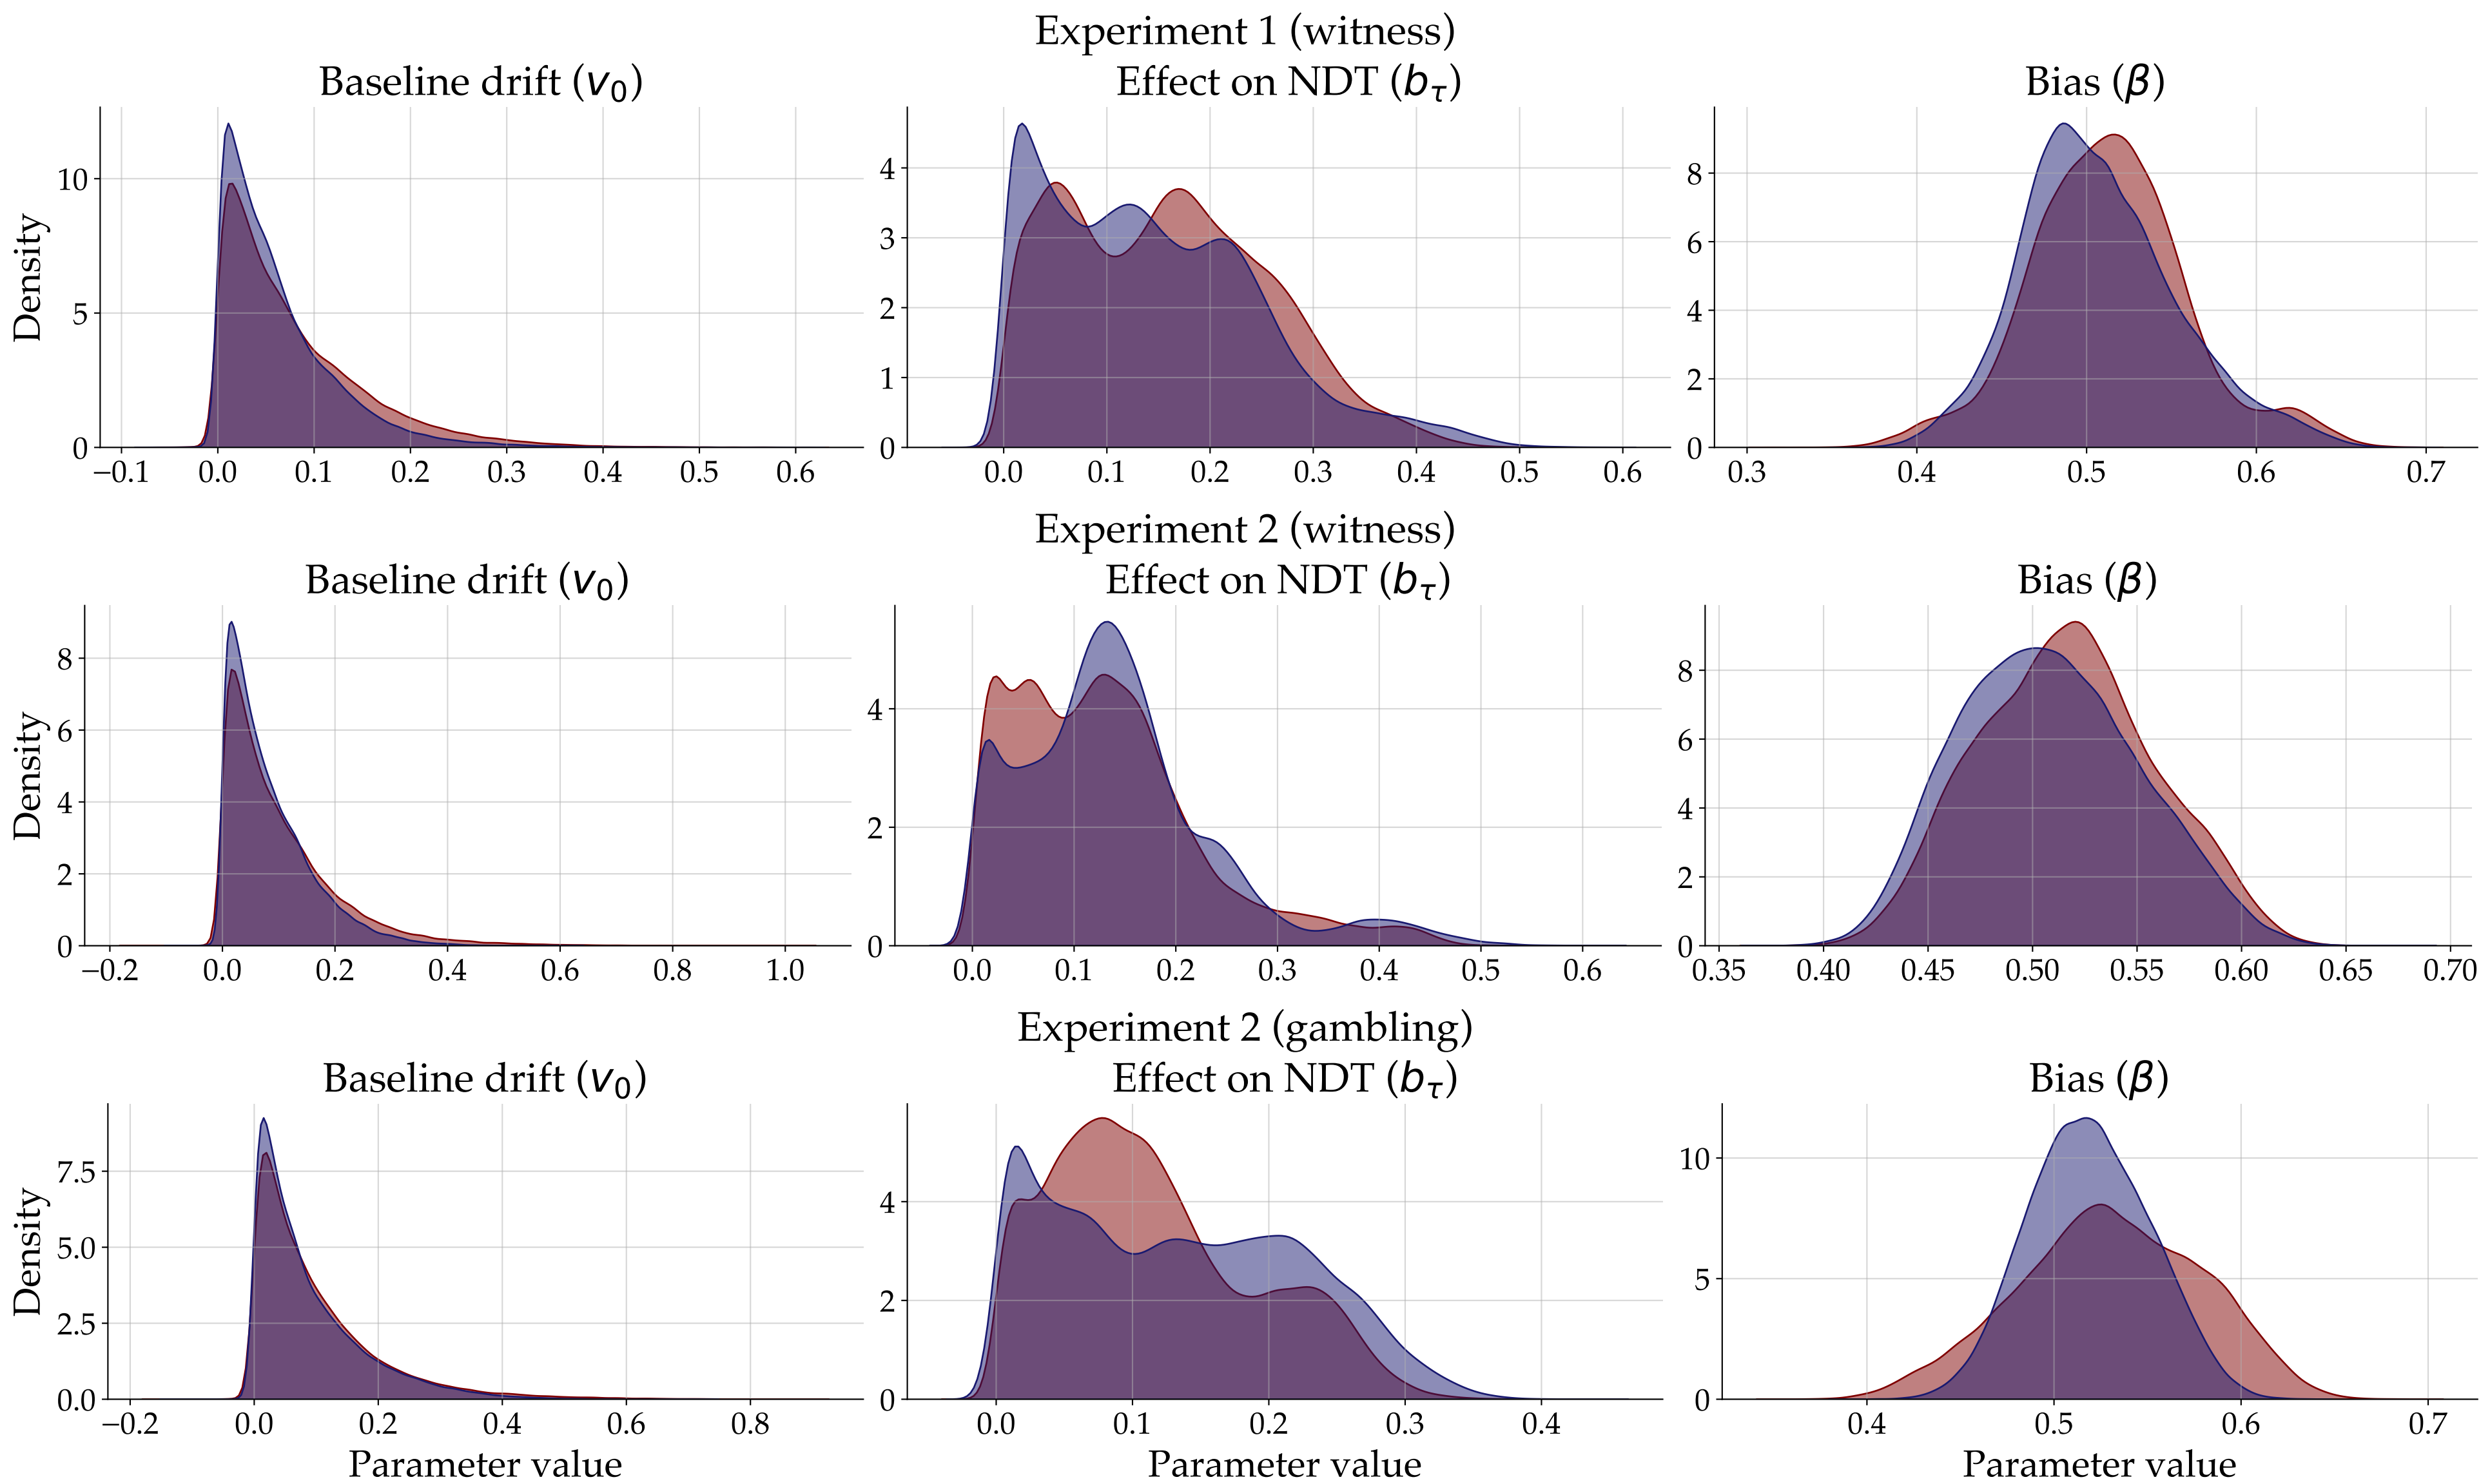 Experiment 1 (witness)
Baseline drift (v0)
Effect on NDT (bτ)
Bias (β)
Density
10
5
0
−0.1 0.0 0.1 0.2 0.3 0.4 0.5 0.6
4
3
2
1
0
0.0 0.1 0.2 0.3 0.4 0.5 0.6
8
6
4
2
0
0.3 0.4 0.5 0.6 0.7
Experiment 2 (witness)
Baseline drift (v0)
Effect on NDT (bτ)
Bias (β)
Density
8
6
4
2
0
−0.2 0.0 0.2 0.4 0.6 0.8 1.0
4
2
0
0.0 0.1 0.2 0.3 0.4 0.5 0.6
8
6
4
2
0
0.35 0.40 0.45 0.50 0.55 0.60 0.65 0.70
Experiment 2 (gambling)
Baseline drift (v0)
Effect on NDT (bτ)
Bias (β)
Density
7.5
5.0
2.5
0.0
−0.2 0.0 0.2 0.4 0.6 0.8
Parameter value
4
2
0
0.0 0.1 0.2 0.3 0.4
Parameter value
10
5
0
0.4 0.5 0.6 0.7
Parameter value